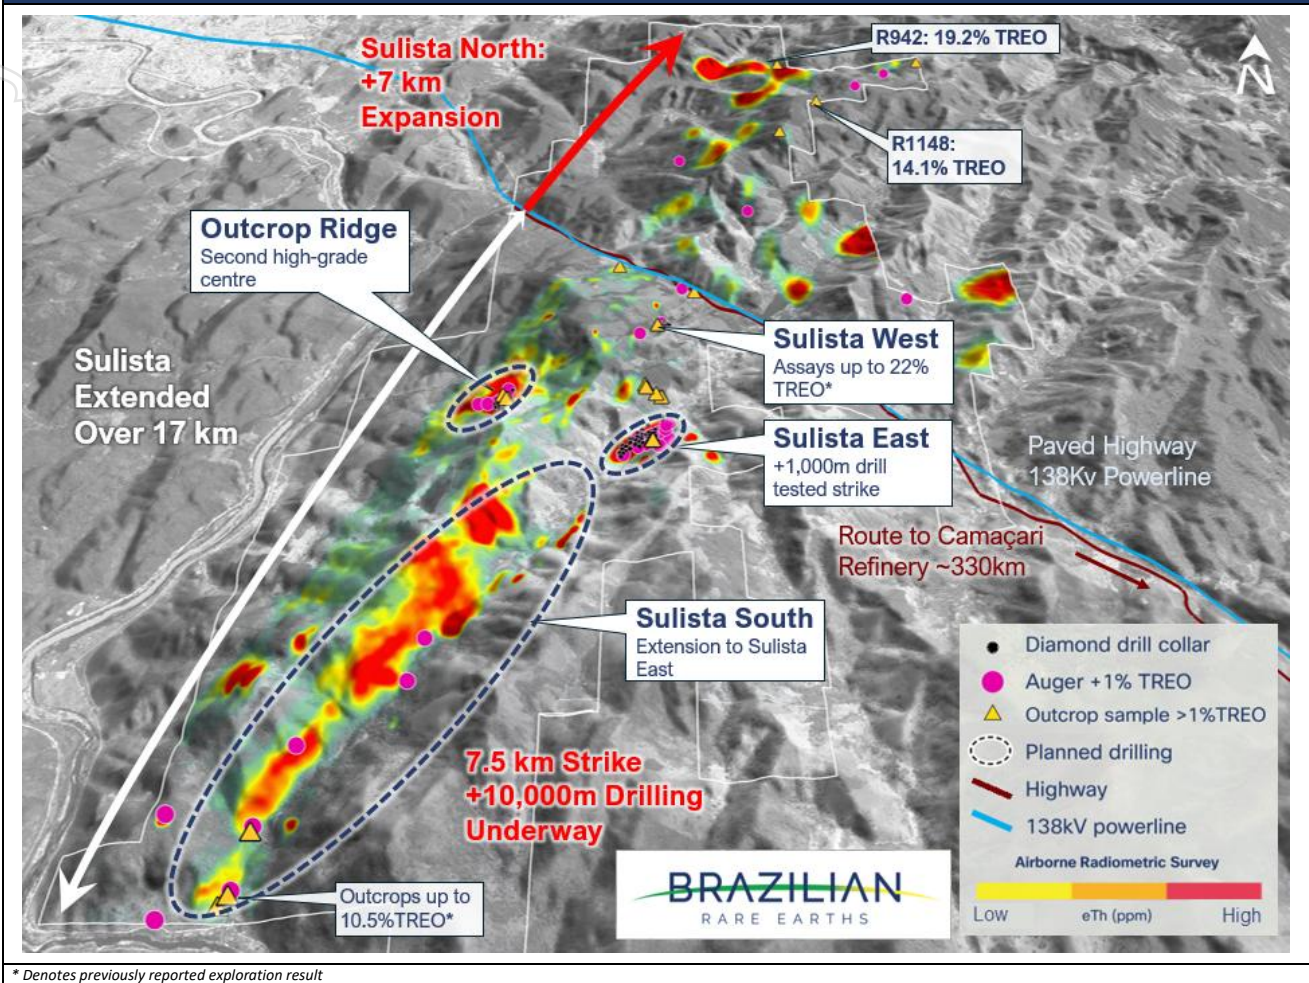 Sulista North:
+7 km
Expansion
R942: 19.2% TREO
N
R1148:
14.1% TREO
Outcrop Ridge
Second high-grade
centre
Sulista
Extended
Over 17 km
Sulista West
Assays up to 22%
TREO*
Sulista East
+1,000m drill
tested strike
Paved Highway
138Kv Powerline
Route to Camaçari
Refinery ~330km
Sulista South
Extension to Sulista
East
7.5 km Strike
+10,000m Drilling
Underway
Outcrops up to
10.5%TREO*
BRAZILIAN
RARE EARTHS
Diamond drill collar
Auger +1% TREO
Outcrop sample >1%TREO
Planned drilling
Highway
138kV powerline
Airborne Radiometric Survey
Low eTh (ppm) High
* Denotes previously reported exploration result